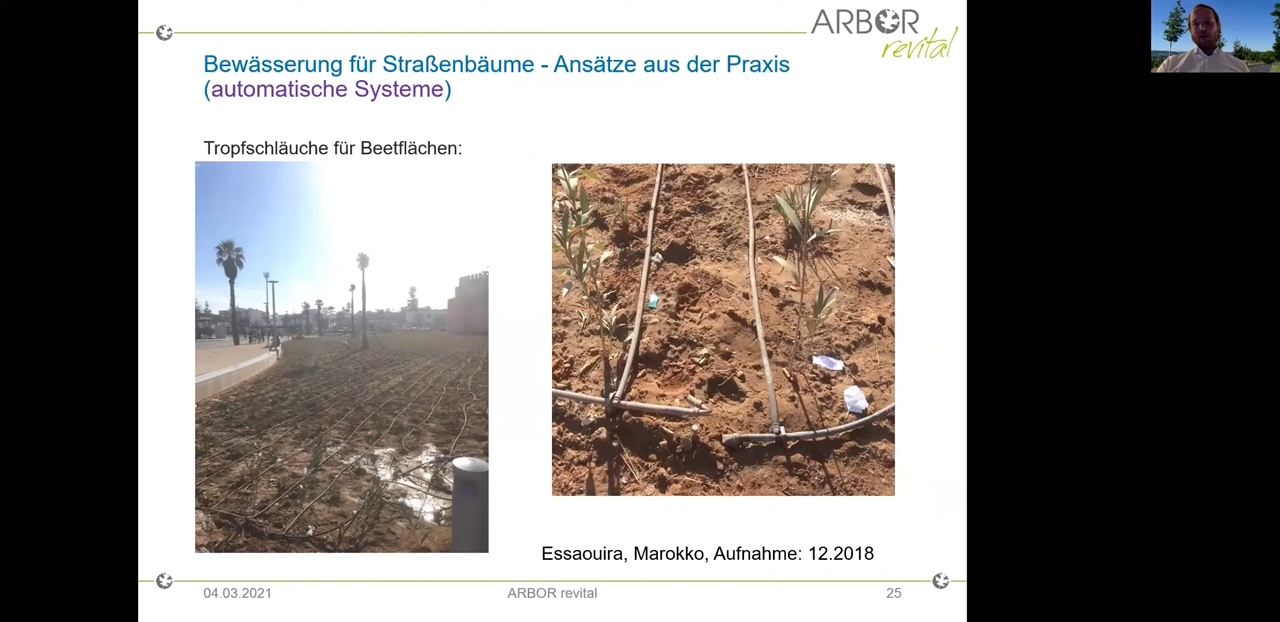 ARBOR
revital
Bewässerung für Straßenbäume - Ansätze aus der Praxis
(automatische Systeme)
Tropfschläuche für Beetflächen:
Essaouira, Marokko, Aufnahme: 12.2018
04.03.2021
ARBOR revital
25